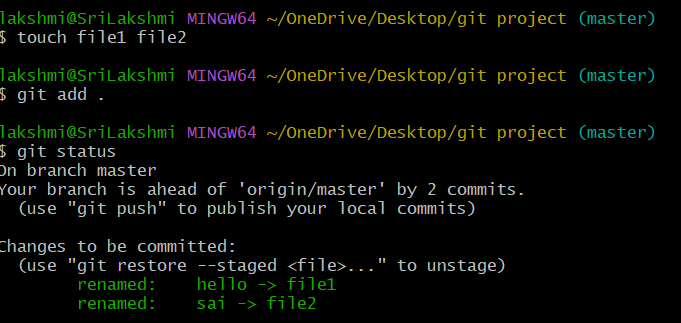 lakshmi@SriLakshmi MINGW64 ~/OneDrive/Desktop/git project (master)
$ touch file1 file2
lakshmi@SriLakshmi MINGW64 ~/OneDrive/Desktop/git project (master)
$ git add .
lakshmi@SriLakshmi MINGW64 ~/OneDrive/Desktop/git project (master)
$ git status
On branch master
Your branch is ahead of 'origin/master' by 2 commits.
  (use "git push" to publish your local commits)
Changes to be committed:
  (use "git restore --staged <file>..." to unstage)
        renamed:    hello -> file1
        renamed:    sai -> file2